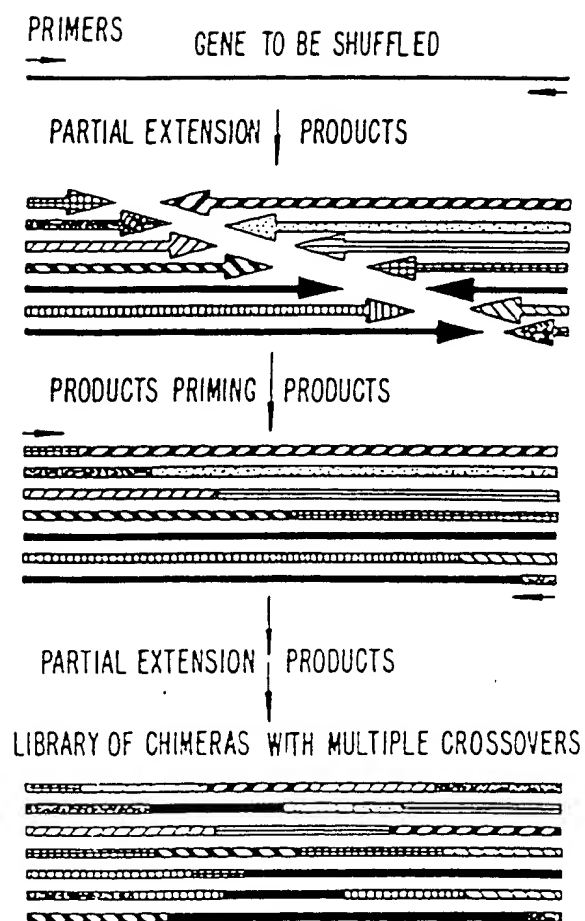 PRIMERS
GENE TO BE SHUFFLED
PARTIAL EXTENSION PRODUCTS
PRODUCTS PRIMING PRODUCTS
PARTIAL EXTENSION PRODUCTS
LIBRARY OF CHIMERAS WITH MULTIPLE CROSSOVERS